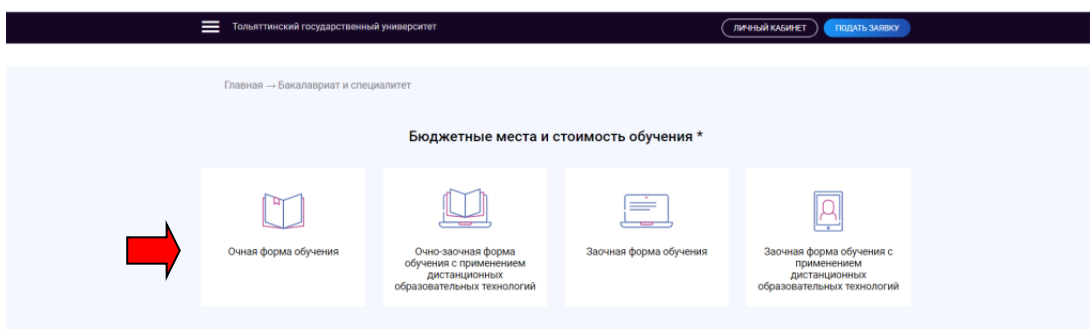 Тольяттинский государственный университет
ЛИЧНЫЙ КАБИНЕТ
ПОДАТЬ ЗАЯВКУ
Главная → Бакалавриат и специалитет
Бюджетные места и стоимость обучения *
Очная форма обучения
Очно-заочная форма
обучения с применением
дистанционных
образовательных технологий
Заочная форма обучения
Заочная форма обучения с
применением
дистанционных
образовательных технологий